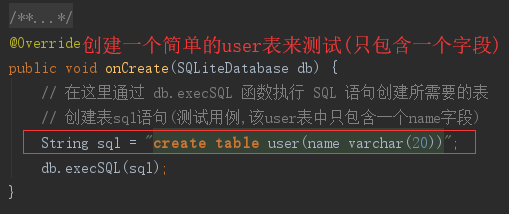 /**...*/
@Override创建一个简单的user表来测试(只包含一个字段)
public void onCreate(SQLiteDatabase db) {
// 在这里通过 db.execSQL 函数执行 SQL 语句创建所需要的表
// 创建表sql语句(测试用例,该user表中只包含一个name字段)
String sql = "create table user(name varchar(20))";
db.execSQL(sql);
}